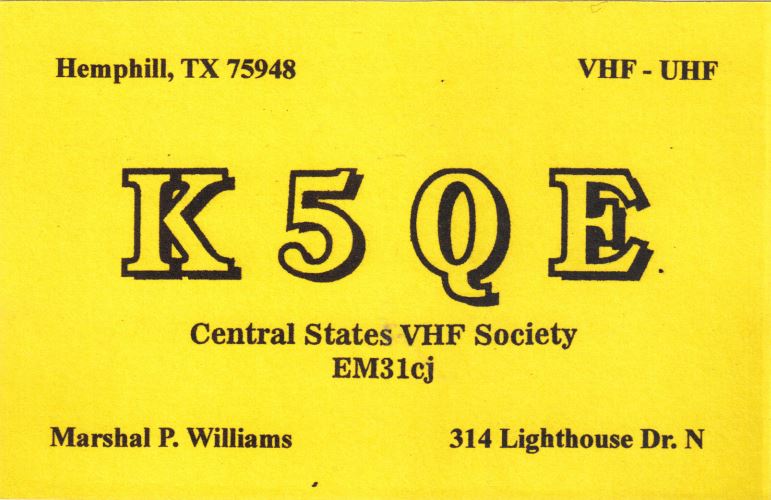 Hemphill, TX 75948
VHF - UHF
K5QE
Central States VHF Society
EM31cj
Marshal P. Williams
314 Lighthouse Dr. N